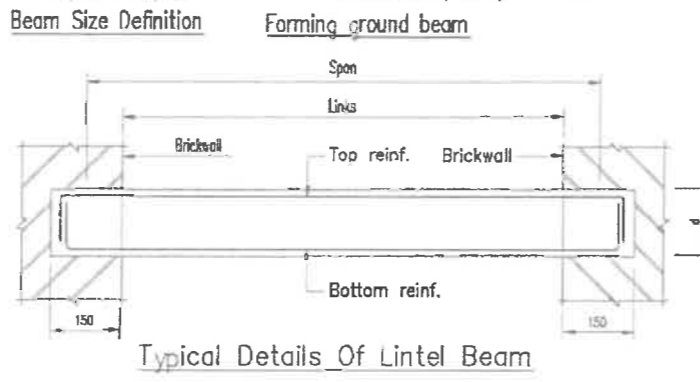 Beam Size Definition
Forming ground beam
Span
Links
Brickwall
Top reinf.
Brickwall
d
Bottom reinf.
150
150
Typical Details Of Lintel Beam